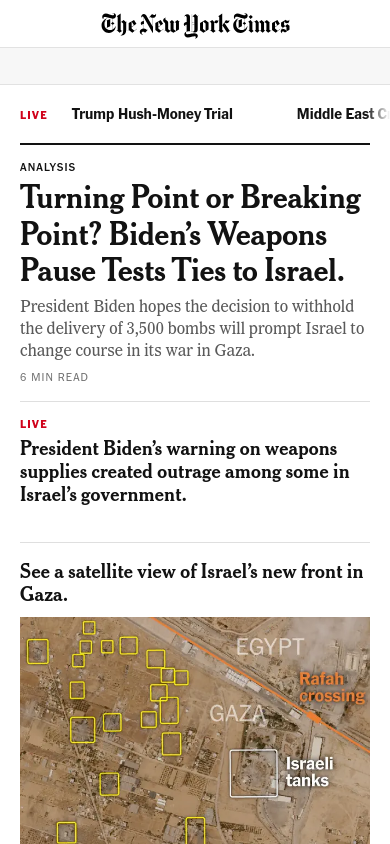 The New York Times
LIVE Trump Hush-Money Trial Middle East C
ANALYSIS
Turning Point or Breaking
Point? Biden’s Weapons
Pause Tests Ties to Israel.
President Biden hopes the decision to withhold
the delivery of 3,500 bombs will prompt Israel to
change course in its war in Gaza.
6 MIN READ
LIVE
President Biden’s warning on weapons
supplies created outrage among some in
Israel’s government.
See a satellite view of Israel’s new front in
Gaza.
EGYPT
Rafah
crossing
GAZA
Israeli
tanks